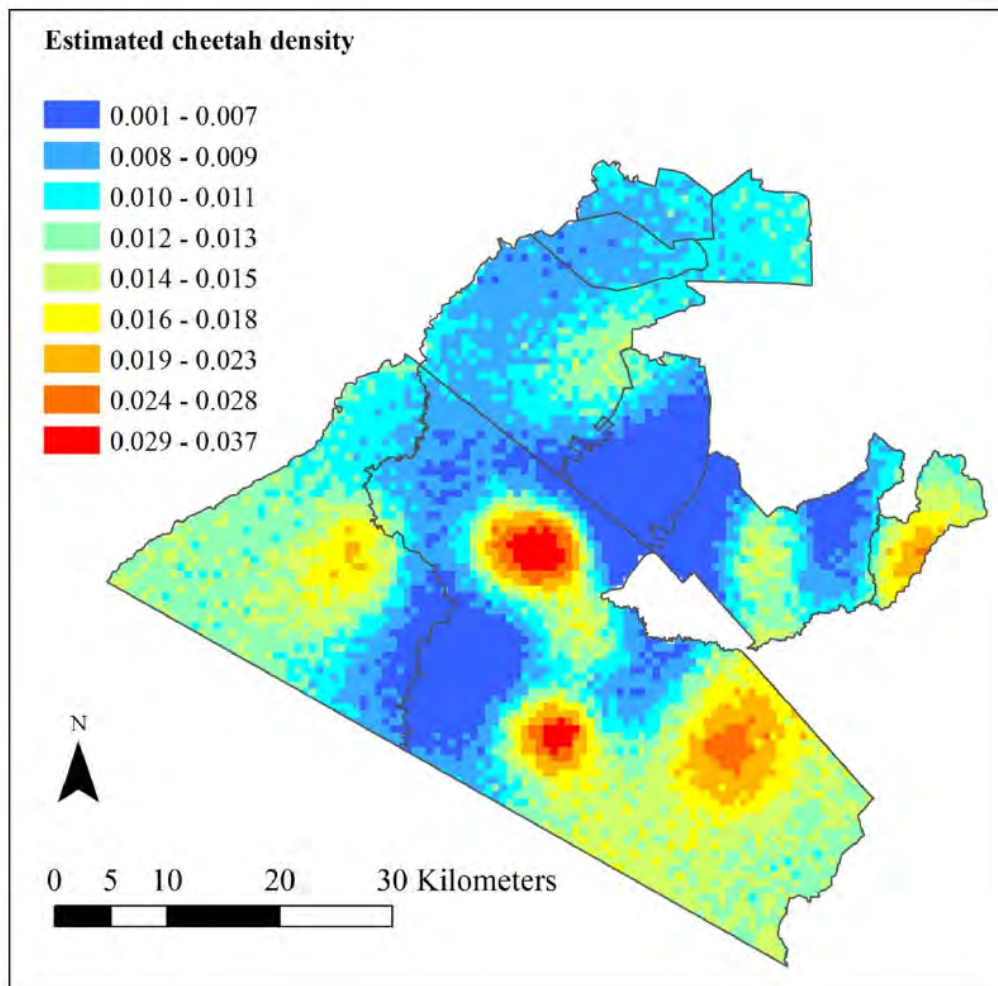 Estimated cheetah density
0.001 - 0.007
0.008 - 0.009
0.010 - 0.011
0.012 - 0.013
0.014 - 0.015
0.016 - 0.018
0.019 - 0.023
0.024 - 0.028
0.029 - 0.037
N
0 5 10 20 30 Kilometers